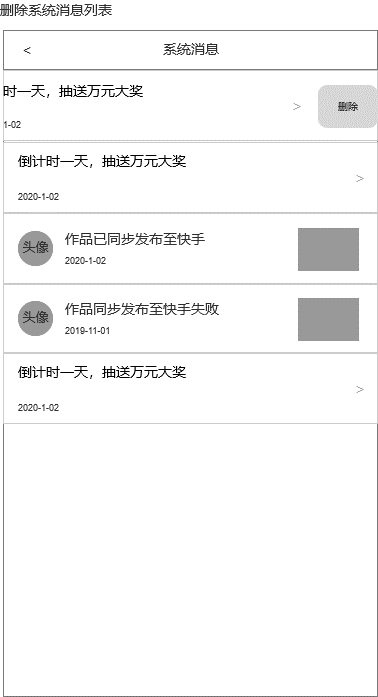 删除系统消息列表
< 系统消息
时一天，抽送万元大奖
> 删除
1-02
倒计时一天，抽送万元大奖
>
2020-1-02
头像 作品已同步发布至快手
2020-1-02
头像 作品同步发布至快手失败
2019-11-01
倒计时一天，抽送万元大奖
>
2020-1-02